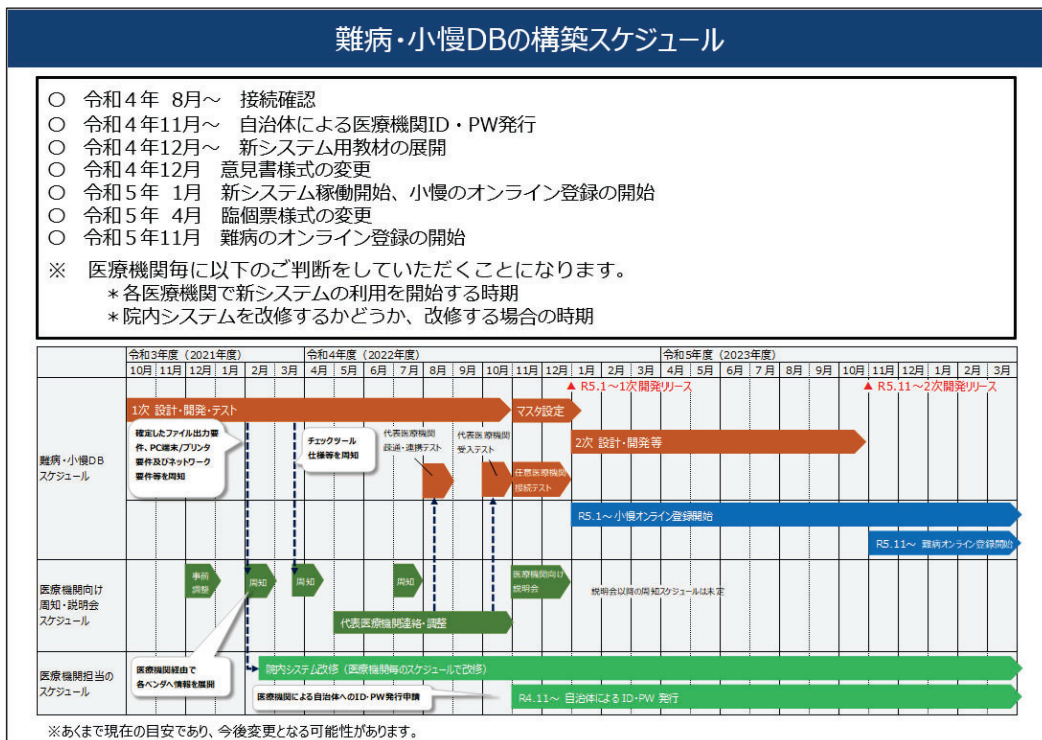 難病・小慢DBの構築スケジュール
○ 令和4年 8月～ 接続確認
○ 令和4年11月～ 自治体による医療機関ID・PW発行
○ 令和4年12月～ 新システム用教材の展開
○ 令和4年12月 意見書様式の変更
○ 令和5年 1月 新システム稼働開始、小慢のオンライン登録の開始
○ 令和5年 4月 臨個票様式の変更
○ 令和5年11月 難病のオンライン登録の開始
※ 医療機関毎に以下のご判断をしていただくことになります。
＊各医療機関で新システムの利用を開始する時期
＊院内システムを改修するかどうか、改修する場合の時期
令和3年度（2021年度） 令和4年度（2022年度） 令和5年度（2023年度）
10月 11月 12月 1月 2月 3月 4月 5月 6月 7月 8月 9月 10月 11月 12月 1月 2月 3月 4月 5月 6月 7月 8月 9月 10月 11月 12月 1月 2月 3月
▲ R5.1～1次開発リリース ▲ R5.11～2次開発リリース
難病・小慢DB
スケジュール
1次 設計・開発・テスト
マスタ設定
確定したファイル出力要
件、PC端末/プリンタ
要件及びネットワーク
要件等を周知
チェックツール
仕様等を周知
代表医療機関
疎通・連携テスト
代表医療機関
受入テスト
任意医療機関
接続テスト
2次 設計・開発等
R5.1～小慢オンライン登録開始
R5.11～ 難病オンライン登録開始
医療機関向け
周知・説明会
スケジュール
事前
調整
周知
周知
周知
医療機関向け
説明会
説明会以降の周知スケジュールは未定
代表医療機関連絡・調整
医療機関担当の
スケジュール
医療機関経由で
各ベンダへ情報を展開
院内システム改修（医療機関毎のスケジュールで改修）
医療機関による自治体へのID・PW発行申請
R4.11～ 自治体によるID・PW 発行
※あくまで現在の目安であり、今後変更となる可能性があります。